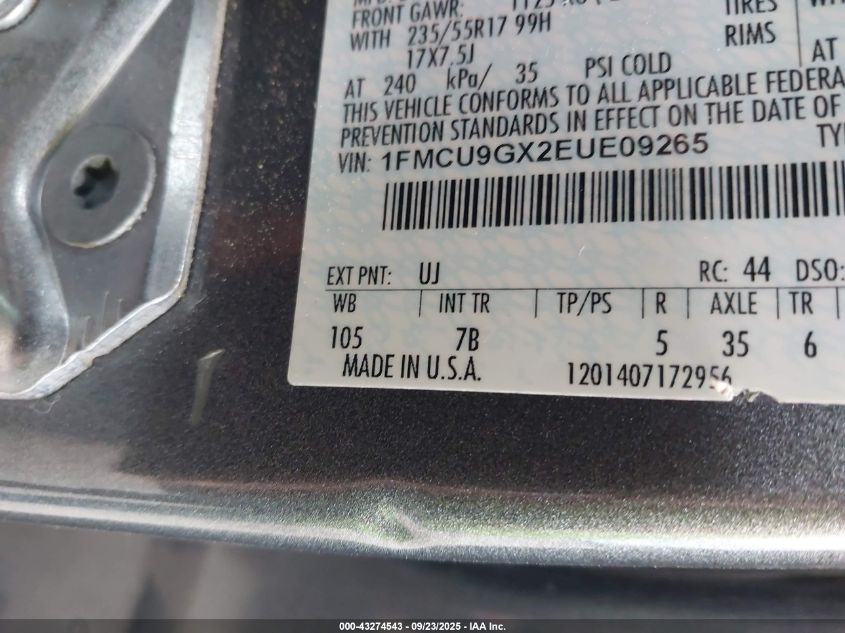 FRONT GAWR:
TIRES
WITH 235/55R17 99H
RIMS
17X7.5J
AT 240 kPa/ 35 PSI COLD
AT
THIS VEHICLE CONFORMS TO ALL APPLICABLE FEDERA
PREVENTION STANDARDS IN EFFECT ON THE DATE OF
VIN: 1FMCU9GX2EUE09265
TY
EXT PNT: UJ RC: 44 DSO:
WB INT TR TP/PS R AXLE TR
105 7B 5 35 6
MADE IN U.S.A. 1201407172956
000-43274543 - 09/23/2025 - IAA Inc.